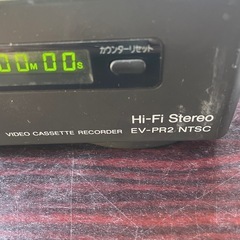 カウンターリセット
00M 00S
Hi-Fi Stereo
VIDEO CASSETTE RECORDER EV-PR2 NTSC